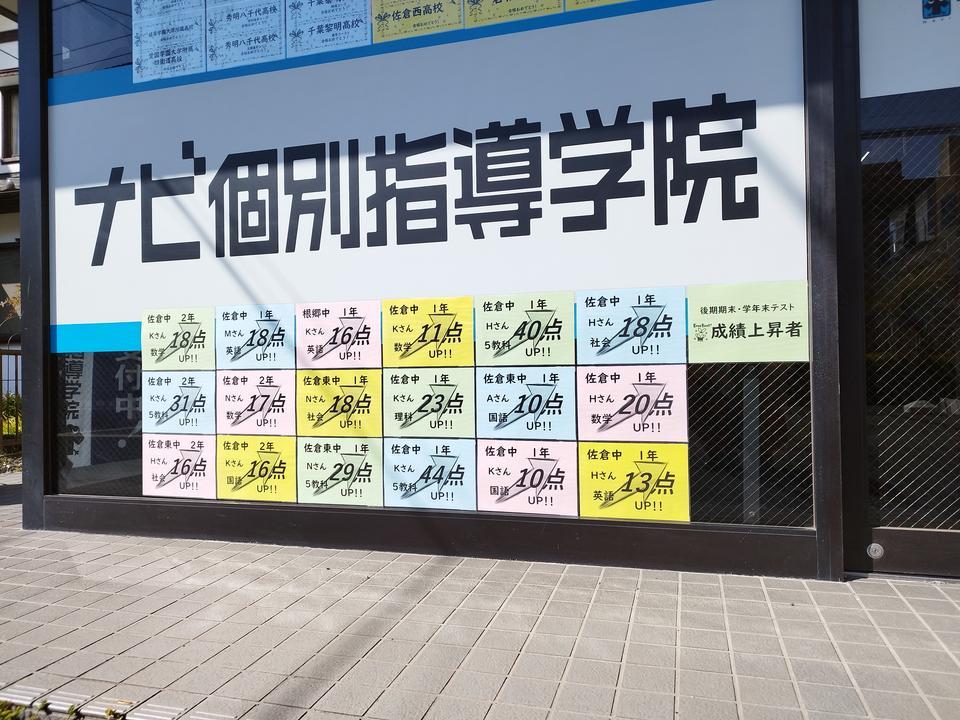 秀明八千代高校
千葉黎明高校
佐倉西高校
秀明八千代高校
千葉黎明高校
ナビ個別指導学院
佐倉中 2年
Kさん
数学
18点
UP!!
佐倉中 1年
Mさん
英語
18点
UP!!
根郷中 1年
Kさん
英語
16点
UP!!
佐倉中 1年
Kさん
数学
11点
UP!!
佐倉中 1年
Hさん
5教科
40点
UP!!
佐倉中 1年
Hさん
社会
18点
UP!!
後期期末・学年末テスト
成績上昇者
佐倉中 2年
Kさん
5教科
31点
UP!!
佐倉中 2年
Nさん
数学
17点
UP!!
佐倉東中 1年
Nさん
社会
18点
UP!!
佐倉中 1年
Kさん
理科
23点
UP!!
佐倉東中 1年
Aさん
国語
10点
UP!!
佐倉中 1年
Hさん
数学
20点
UP!!
佐倉東中 2年
Hさん
社会
16点
UP!!
佐倉中 2年
Kさん
国語
16点
UP!!
佐倉東中 1年
Nさん
5教科
29点
UP!!
佐倉中 1年
Kさん
5教科
44点
UP!!
佐倉中 1年
Kさん
国語
10点
UP!!
佐倉中 1年
Hさん
英語
13点
UP!!